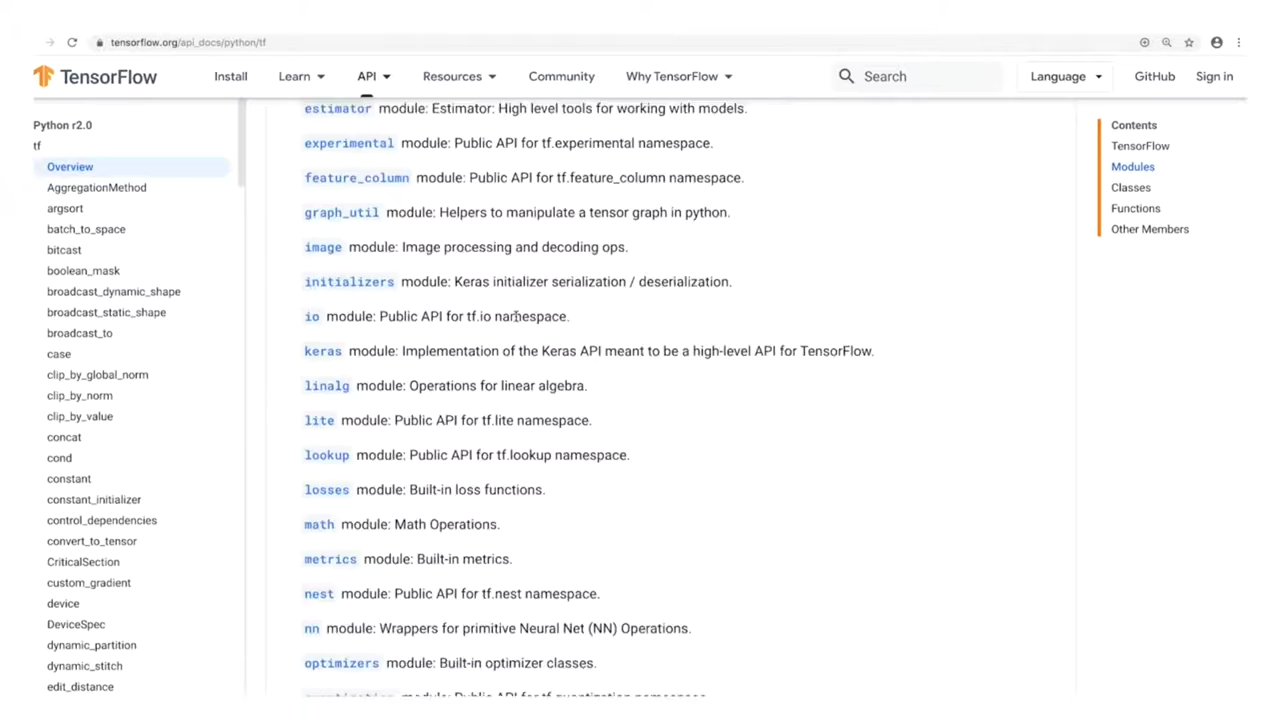 tensorflow.org/api_docs/python/tf
TensorFlow
Install
Learn
API
Resources
Community
Why TensorFlow
Search
Language
GitHub
Sign in
Python r2.0
tf
Overview
AggregationMethod
argsort
batch_to_space
bitcast
boolean_mask
broadcast_dynamic_shape
broadcast_static_shape
broadcast_to
case
clip_by_global_norm
clip_by_norm
clip_by_value
concat
cond
constant
constant_initializer
control_dependencies
convert_to_tensor
CriticalSection
custom_gradient
device
DeviceSpec
dynamic_partition
dynamic_stitch
edit_distance
estimator module: Estimator: High level tools for working with models.
experimental module: Public API for tf.experimental namespace.
feature_column module: Public API for tf.feature_column namespace.
graph_util module: Helpers to manipulate a tensor graph in python.
image module: Image processing and decoding ops.
initializers module: Keras initializer serialization / deserialization.
io module: Public API for tf.io namespace.
keras module: Implementation of the Keras API meant to be a high-level API for TensorFlow.
linalg module: Operations for linear algebra.
lite module: Public API for tf.lite namespace.
lookup module: Public API for tf.lookup namespace.
losses module: Built-in loss functions.
math module: Math Operations.
metrics module: Built-in metrics.
nest module: Public API for tf.nest namespace.
nn module: Wrappers for primitive Neural Net (NN) Operations.
optimizers module: Built-in optimizer classes.
module: Public API for tf.quantization namespace.
Contents
TensorFlow
Modules
Classes
Functions
Other Members